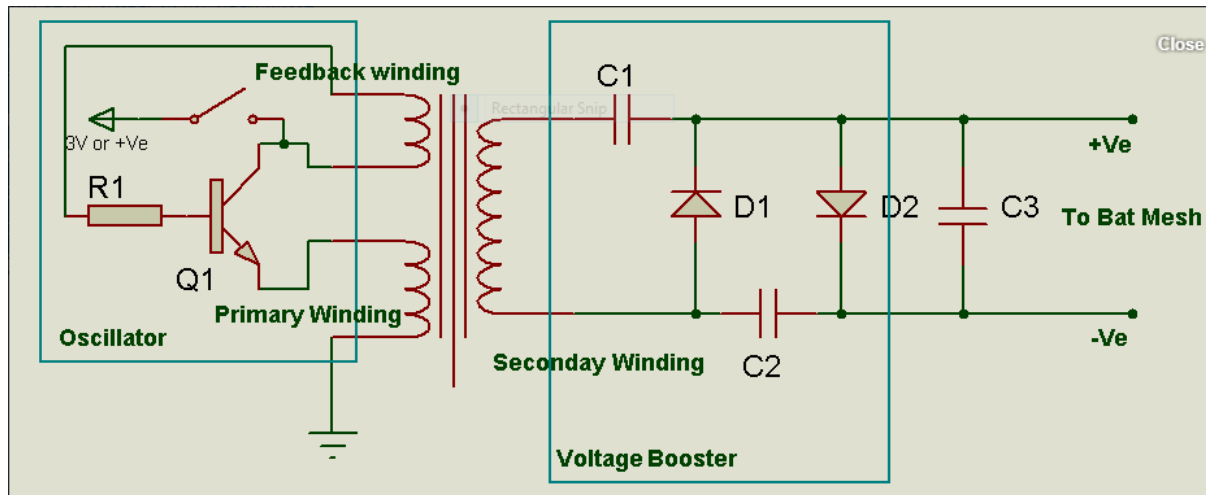 Close
C1
Feedback winding
Rectangular Snip
3V or +Ve
+Ve
R1
D1
D2
C3
To Bat Mesh
Q1
Primary Winding
Oscillator
-Ve
Seconday Winding
C2
Voltage Booster